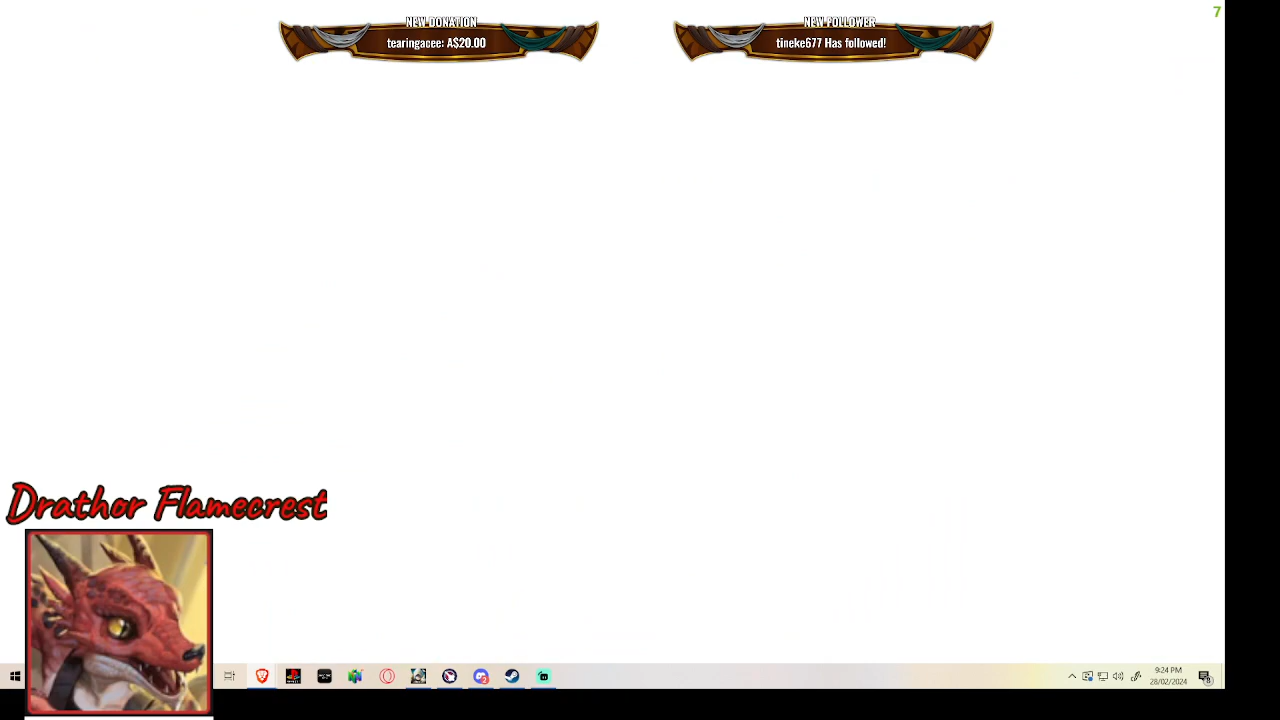 7
NEW DONATION
tearingacee: A$20.00
NEW FOLLOWER
tineke677 Has followed!
Drathor Flamecrest
9:24 PM
28/02/2024
8